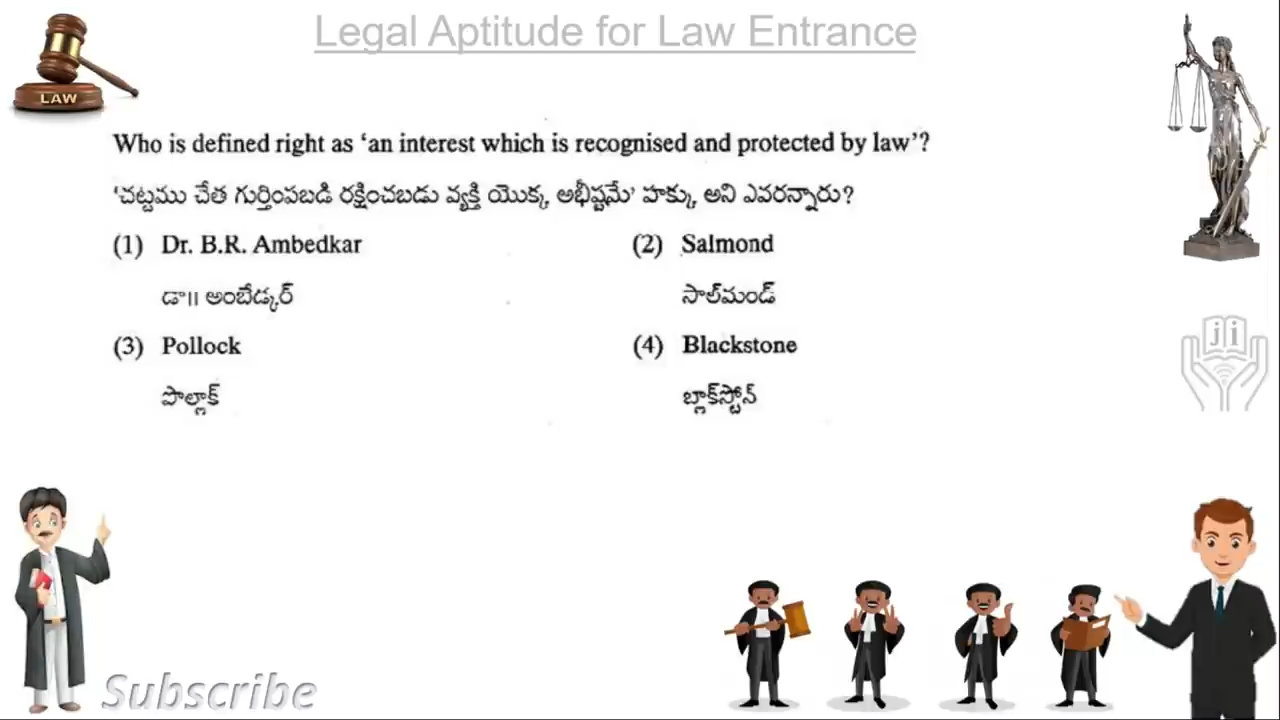 Legal Aptitude for Law Entrance
LAW
Who is defined right as ‘an interest which is recognised and protected by law’?
‘చట్టము చేత గుర్తింపబడి రక్షించబడు వ్యక్తి యొక్క అభీష్టమే’ హక్కు అని ఎవరన్నారు?
(1) Dr. B.R. Ambedkar (2) Salmond
డా॥ అంబేడ్కర్ సాల్‌మండ్
(3) Pollock (4) Blackstone
పొల్లాక్ బ్లాక్‌స్టోన్
ji
Subscribe